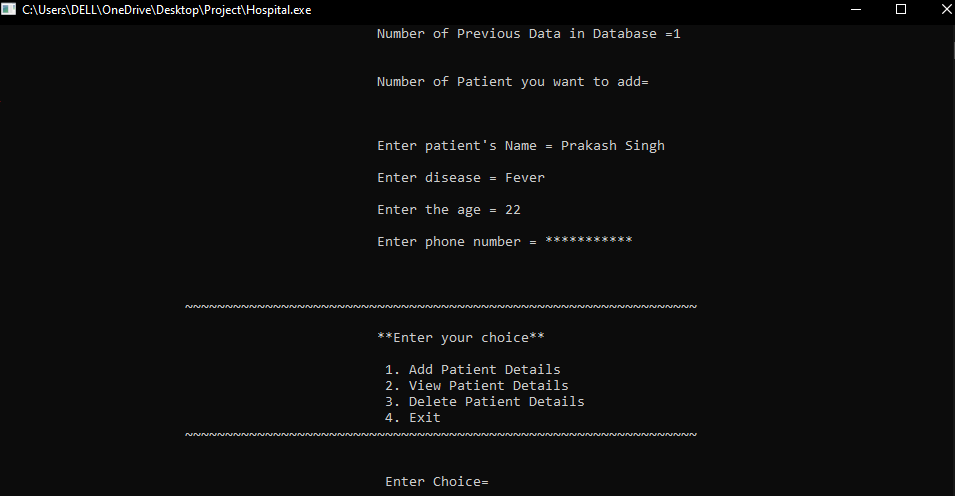 C:\Users\DELL\OneDrive\Desktop\Project\Hospital.exe
Number of Previous Data in Database =1
Number of Patient you want to add=
Enter patient's Name = Prakash Singh
Enter disease = Fever
Enter the age = 22
Enter phone number = ***********
~~~~~~~~~~~~~~~~~~~~~~~~~~~~~~~~~~~~~~~~~~~~~~~~~~~~~~~~~~~~~~~~
**Enter your choice**
1. Add Patient Details
2. View Patient Details
3. Delete Patient Details
4. Exit
~~~~~~~~~~~~~~~~~~~~~~~~~~~~~~~~~~~~~~~~~~~~~~~~~~~~~~~~~~~~~~~~
Enter Choice=